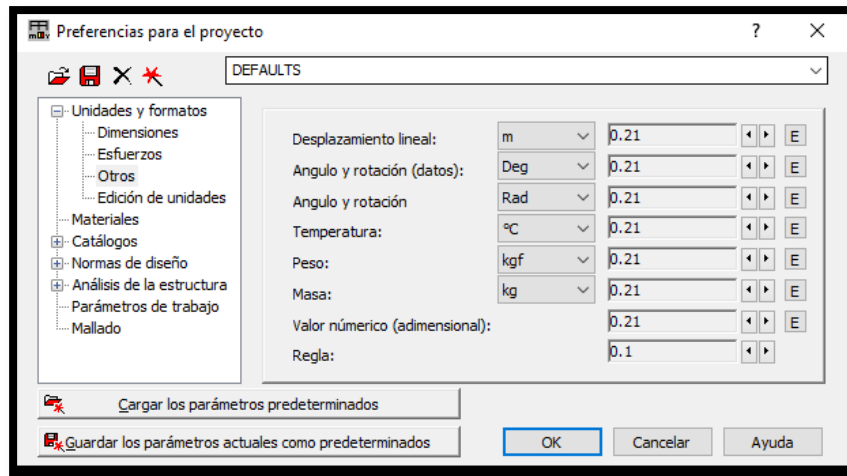 Preferencias para el proyecto ? X
DEFAULTS
Unidades y formatos
Dimensiones
Esfuerzos
Otros
Edición de unidades
Materiales
Catálogos
Normas de diseño
Análisis de la estructura
Parámetros de trabajo
Mallado
Desplazamiento lineal: m 0.21 E
Angulo y rotación (datos): Deg 0.21 E
Angulo y rotación Rad 0.21 E
Temperatura: ºC 0.21 E
Peso: kgf 0.21 E
Masa: kg 0.21 E
Valor númerico (adimensional): 0.21 E
Regla: 0.1
Cargar los parámetros predeterminados
Guardar los parámetros actuales como predeterminados OK Cancelar Ayuda